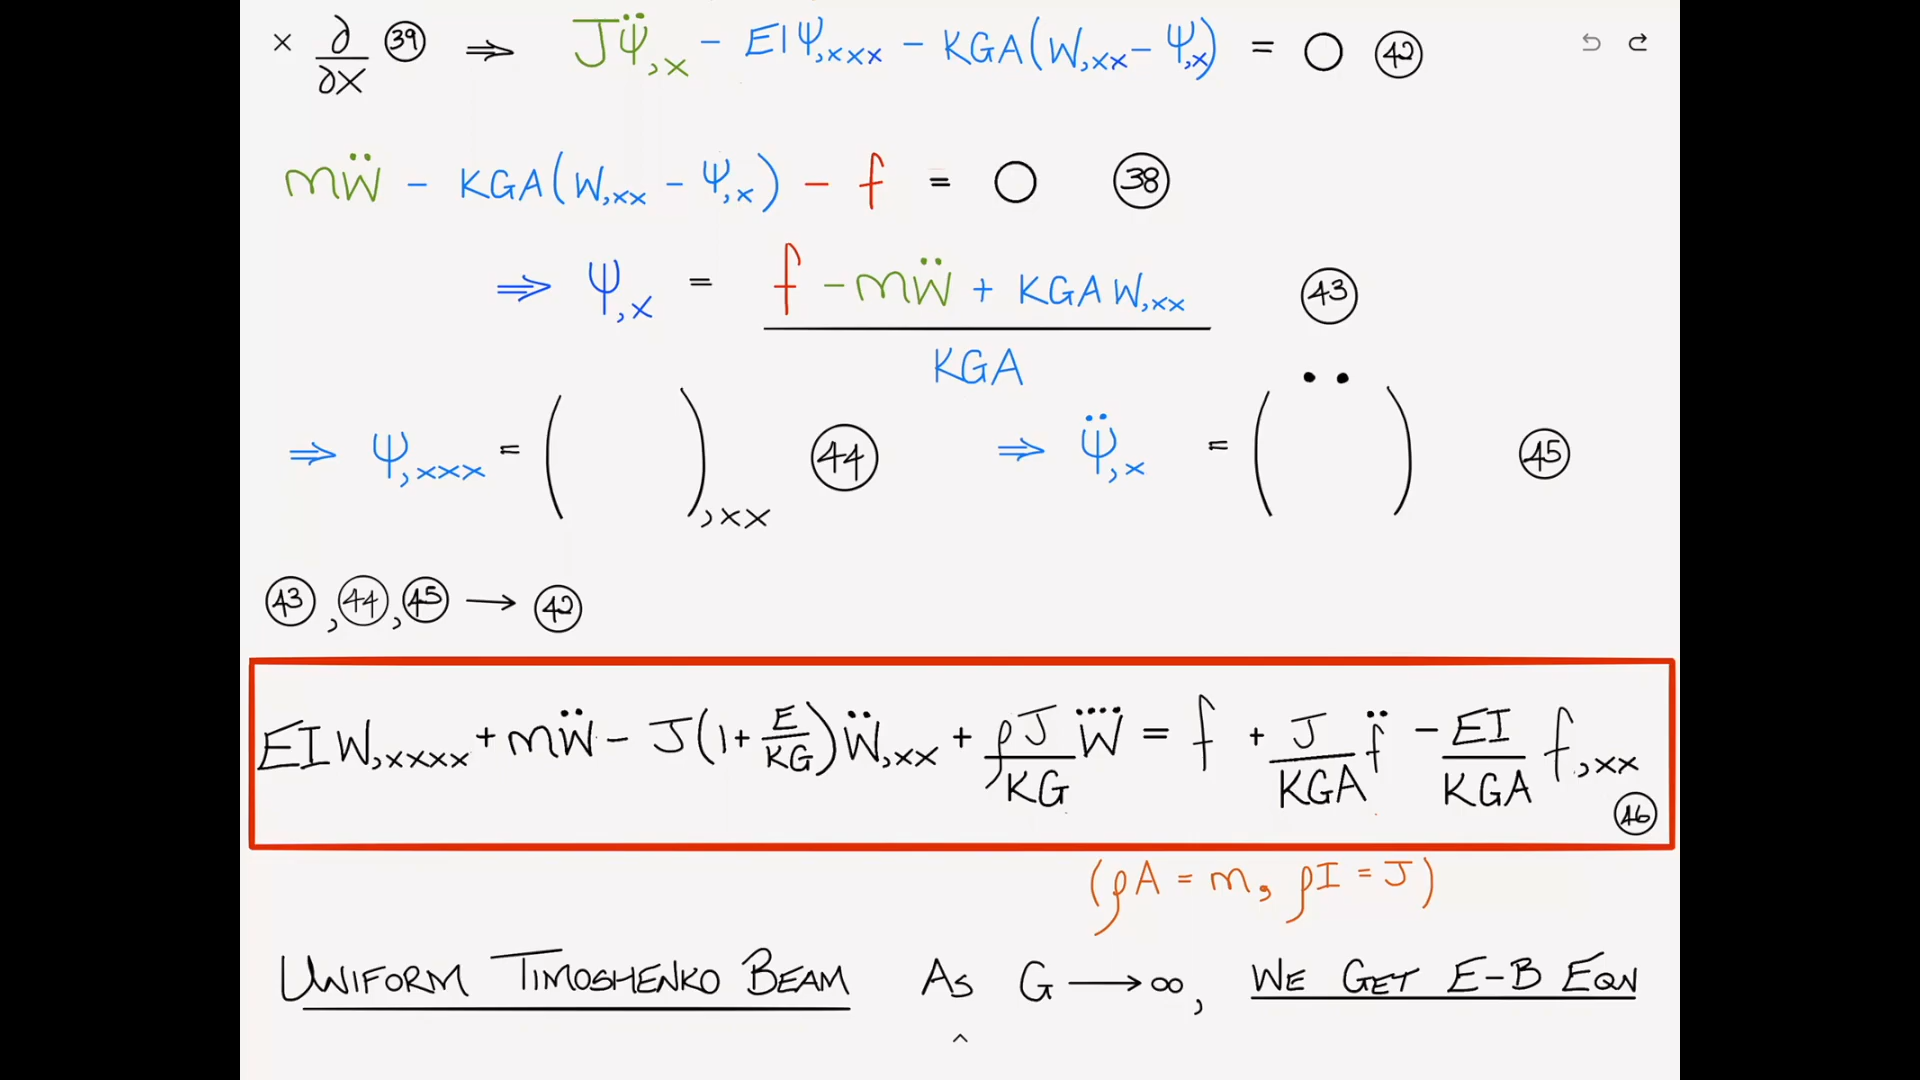 × ∂/∂x (39) ⇒ Jψ̈,x - EIψ,xxx - KGA(W,xx - ψ,x) = 0 (42)
mẅ - KGA(W,xx - ψ,x) - f = 0 (38)
⇒ ψ,x = (f - mẅ + KGAW,xx)/KGA (43)
⇒ ψ,xxx = ( ),xx (44) ⇒ ψ̈,x = ( )¨ (45)
(43), (44), (45) → (42)
EIW,xxxx + mẅ - J(1 + E/KG)ẅ,xx + ρJ/KG w⃜ = f + J/KGA f̈ - EI/KGA f,xx (46)
(ρA = m, ρI = J)
UNIFORM TIMOSHENKO BEAM AS G → ∞, WE GET E-B EQN